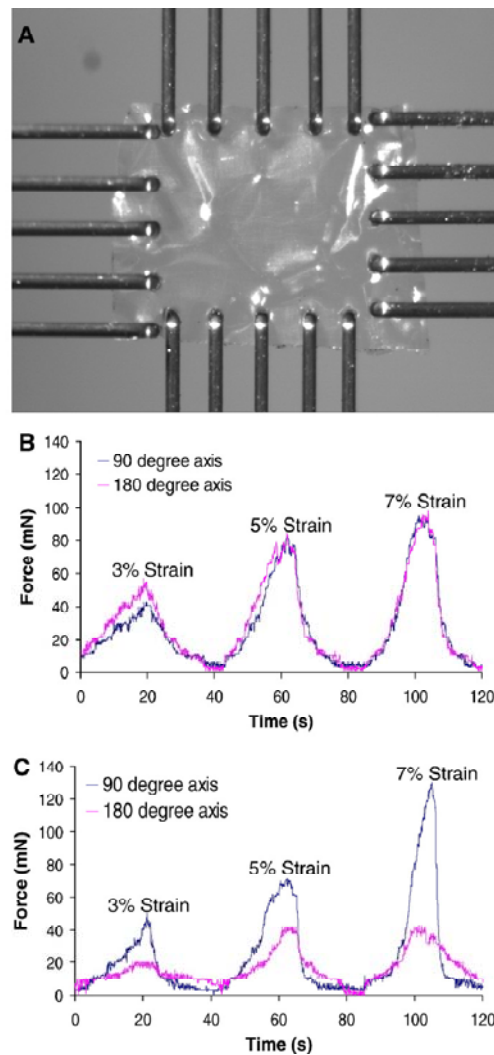 A
B
140
120
100
80
60
40
20
0
Force (mN)
90 degree axis
180 degree axis
3% Strain
5% Strain
7% Strain
0 20 40 60 80 100 120
Time (s)
C
140
120
100
80
60
40
20
0
Force (mN)
90 degree axis
180 degree axis
3% Strain
5% Strain
7% Strain
0 20 40 60 80 100 120
Time (s)